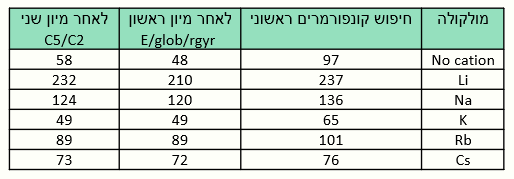 מולקולה חיפוש קונפורמרים ראשוני לאחר מיון ראשון לאחר מיון שני
E/glob/rgyr C5/C2
No cation 97 48 58
Li 237 210 232
Na 136 120 124
K 65 49 49
Rb 101 89 89
Cs 76 72 73